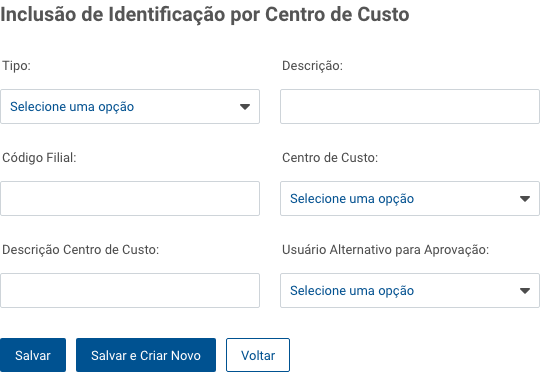 Inclusão de Identificação por Centro de Custo
Tipo: Descrição:
Selecione uma opção
Código Filial: Centro de Custo:
Selecione uma opção
Descrição Centro de Custo: Usuário Alternativo para Aprovação:
Selecione uma opção
Salvar Salvar e Criar Novo Voltar